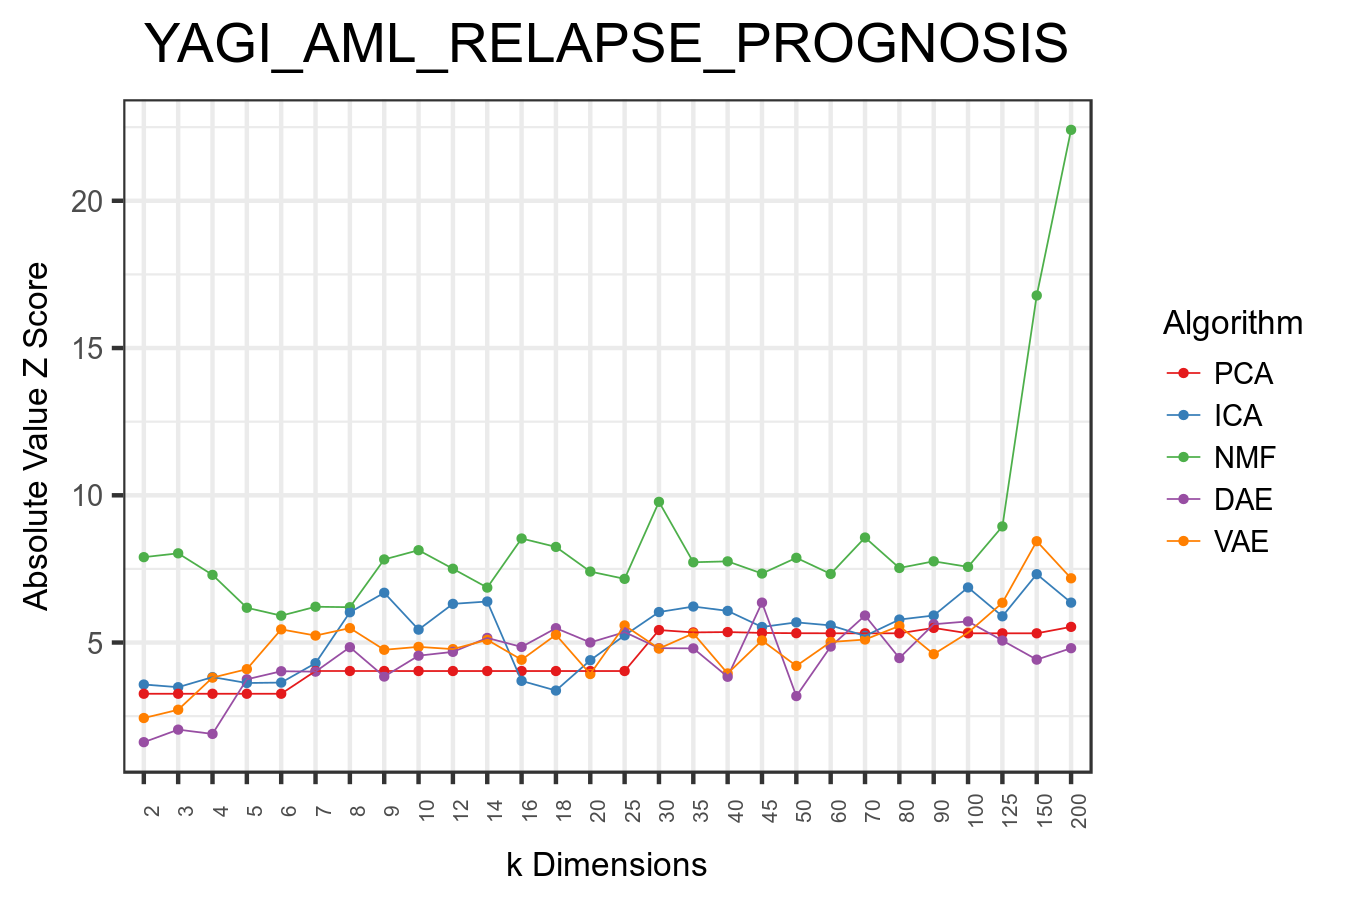 YAGI_AML_RELAPSE_PROGNOSIS
Absolute Value Z Score
20
15
10
5
2 3 4 5 6 7 8 9 10 12 14 16 18 20 25 30 35 40 45 50 60 70 80 90 100 125 150 200
k Dimensions
Algorithm
PCA
ICA
NMF
DAE
VAE